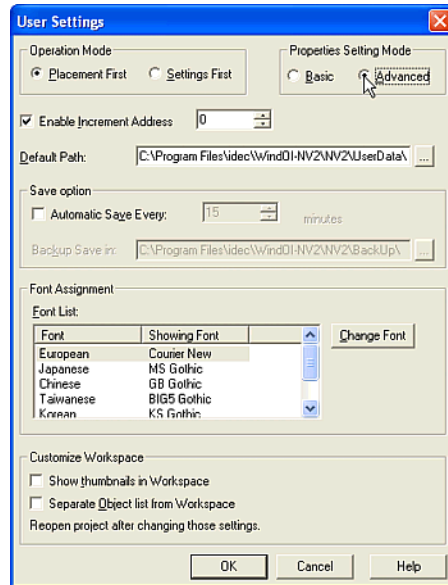 User Settings
Operation Mode
Placement First
Settings First
Properties Setting Mode
Basic
Advanced
Enable Increment Address
0
Default Path:
C:\Program Files\idec\WindOI-NV2\NV2\UserData\
...
Save option
Automatic Save Every:
15
minutes
Backup Save in:
C:\Program Files\idec\WindOI-NV2\NV2\BackUp\
...
Font Assignment
Font List:
Font Showing Font
Change Font
European Courier New
Japanese MS Gothic
Chinese GB Gothic
Taiwanese BIG5 Gothic
Korean KS Gothic
Customize Workspace
Show thumbnails in Workspace
Separate Object list from Workspace
Reopen project after changing those settings.
OK
Cancel
Help